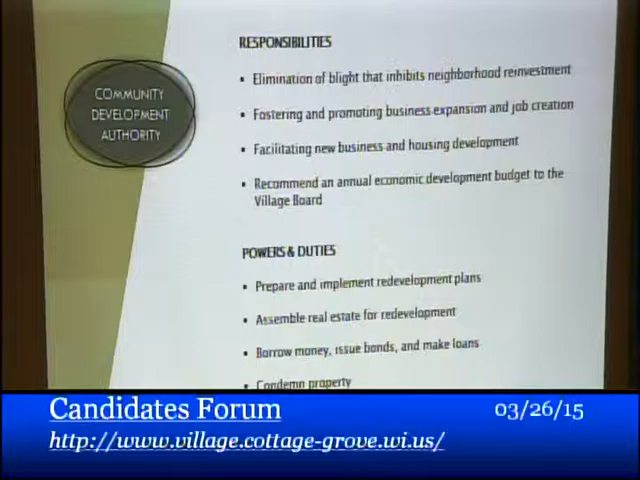 COMMUNITY
DEVELOPMENT
AUTHORITY
RESPONSIBILITIES
▪ Elimination of blight that inhibits neighborhood reinvestment
▪ Fostering and promoting business expansion and job creation
▪ Facilitating new business and housing development
▪ Recommend an annual economic development budget to the
Village Board
POWERS & DUTIES
▪ Prepare and implement redevelopment plans
▪ Assemble real estate for redevelopment
▪ Borrow money, issue bonds, and make loans
▪ Condemn property
Candidates Forum 03/26/15
http://www.village.cottage-grove.wi.us/